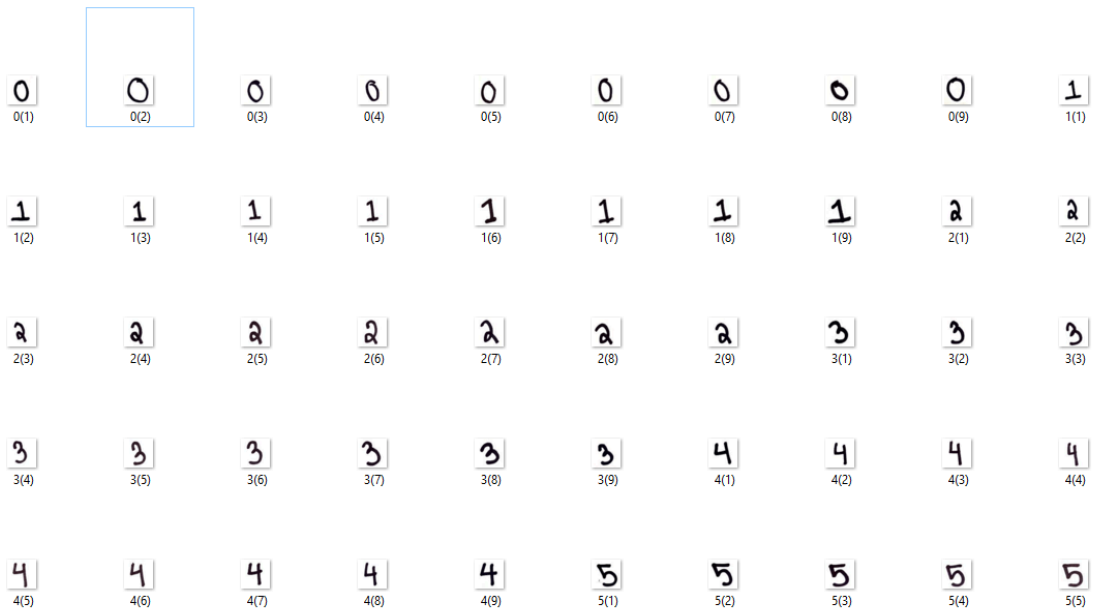 0 0 0 0 0 0 0 0 0 1
0(1) 0(2) 0(3) 0(4) 0(5) 0(6) 0(7) 0(8) 0(9) 1(1)
1 1 1 1 1 1 1 1 2 2
1(2) 1(3) 1(4) 1(5) 1(6) 1(7) 1(8) 1(9) 2(1) 2(2)
2 2 2 2 2 2 2 3 3 3
2(3) 2(4) 2(5) 2(6) 2(7) 2(8) 2(9) 3(1) 3(2) 3(3)
3 3 3 3 3 3 4 4 4 4
3(4) 3(5) 3(6) 3(7) 3(8) 3(9) 4(1) 4(2) 4(3) 4(4)
4 4 4 4 4 5 5 5 5 5
4(5) 4(6) 4(7) 4(8) 4(9) 5(1) 5(2) 5(3) 5(4) 5(5)